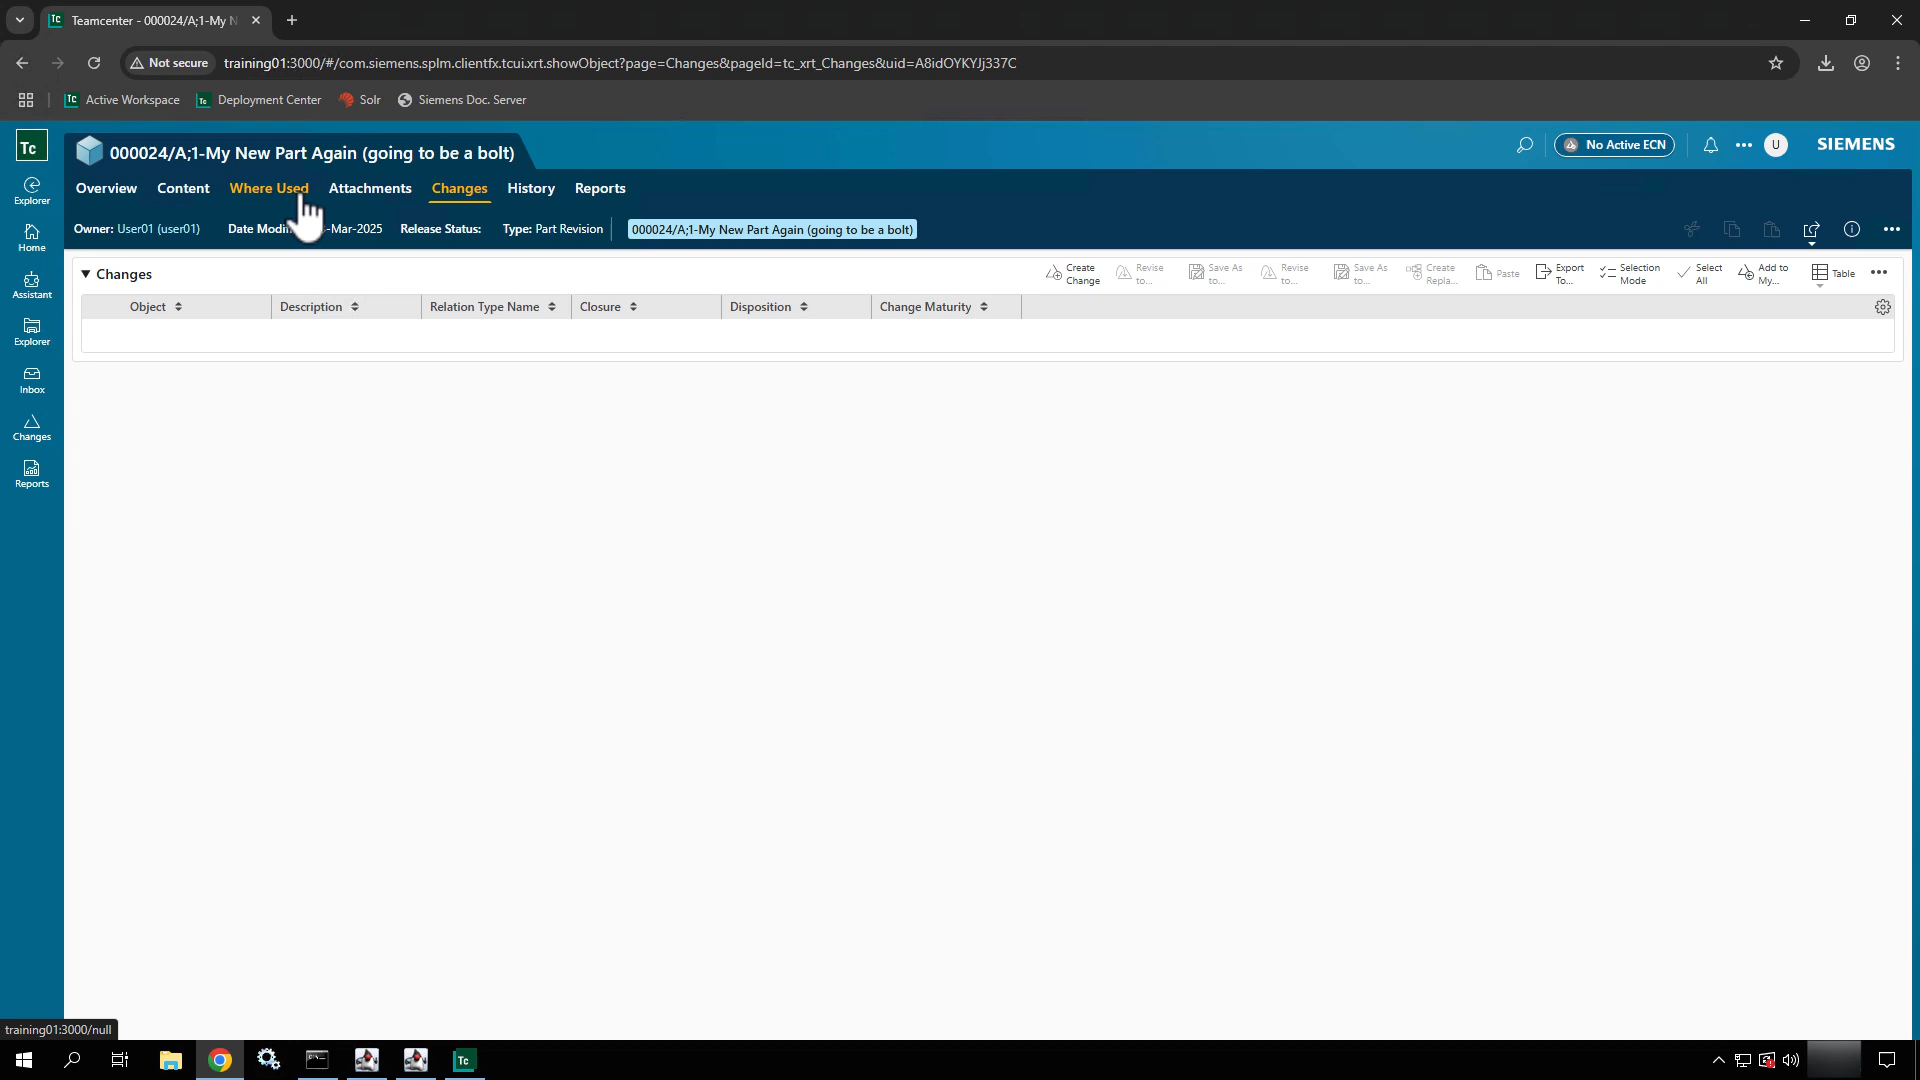 Teamcenter - 000024/A;1-My N
Not secure
training01:3000/#/com.siemens.splm.clientfx.tcui.xrt.showObject?page=Changes&pageId=tc_xrt_Changes&uid=A8idOYKYJj337C
Active Workspace
Deployment Center
Solr
Siemens Doc. Server
Tc
000024/A;1-My New Part Again (going to be a bolt)
No Active ECN
U
SIEMENS
Overview
Content
Where Used
Attachments
Changes
History
Reports
Owner: User01 (user01)
Date Modi
-Mar-2025
Release Status:
Type: Part Revision
000024/A;1-My New Part Again (going to be a bolt)
Explorer
Home
Assistant
Explorer
Inbox
Changes
Reports
Changes
Create Change
Revise to...
Save As to...
Revise to...
Save As to...
Create Repla...
Paste
Export To...
Selection Mode
Select All
Add to My...
Table
Object
Description
Relation Type Name
Closure
Disposition
Change Maturity
training01:3000/null
Tc